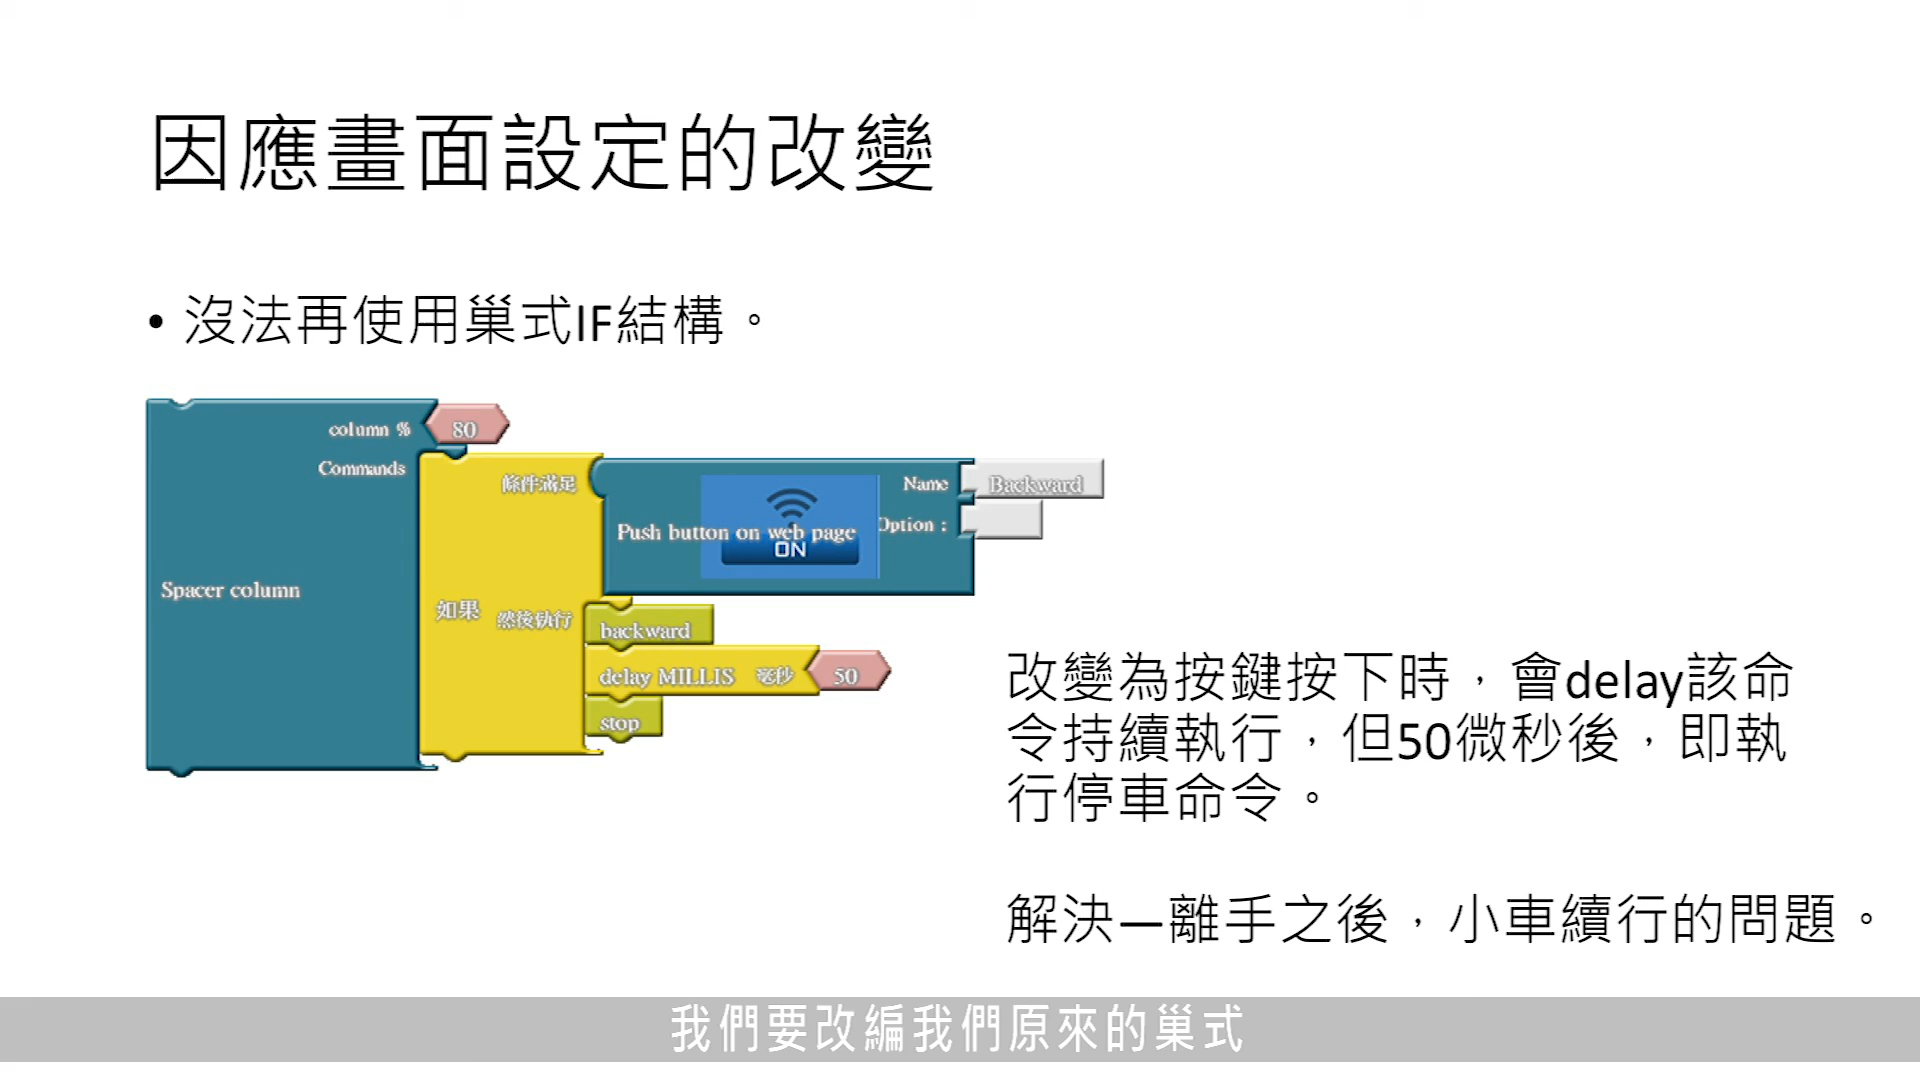 因應畫面設定的改變
• 沒法再使用巢式IF結構。
column % 80
Commands
Spacer column
如果
條件滿足
Push button on web page
ON
Name Backward
Option :
然後執行
backward
delay MILLIS 毫秒 50
stop
改變為按鍵按下時，會delay該命
令持續執行，但50微秒後，即執
行停車命令。
解決—離手之後，小車續行的問題。
我們要改編我們原來的巢式